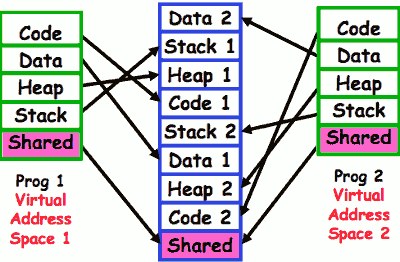 Code
Data
Heap
Stack
Shared
Prog 1
Virtual
Address
Space 1
Data 2
Stack 1
Heap 1
Code 1
Stack 2
Data 1
Heap 2
Code 2
Shared
Code
Data
Heap
Stack
Shared
Prog 2
Virtual
Address
Space 2